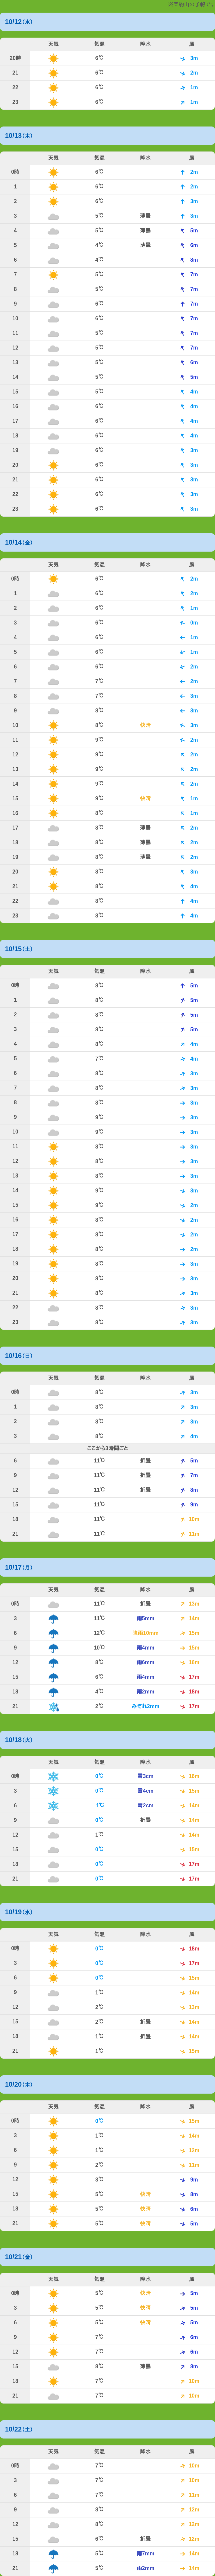 ※東館山の予報です
10/12（水）
天気 気温 降水 風
20時 6℃ 3m
21 6℃ 2m
22 6℃ 1m
23 6℃ 1m
10/13（木）
天気 気温 降水 風
0時 6℃ 2m
1 6℃ 2m
2 6℃ 3m
3 5℃ 薄曇 3m
4 5℃ 薄曇 5m
5 4℃ 薄曇 6m
6 4℃ 8m
7 5℃ 7m
8 5℃ 7m
9 6℃ 7m
10 6℃ 7m
11 5℃ 7m
12 5℃ 7m
13 5℃ 6m
14 5℃ 5m
15 5℃ 4m
16 6℃ 4m
17 6℃ 4m
18 6℃ 4m
19 6℃ 3m
20 6℃ 3m
21 6℃ 3m
22 6℃ 3m
23 6℃ 3m
10/14（金）
天気 気温 降水 風
0時 6℃ 2m
1 6℃ 2m
2 6℃ 1m
3 6℃ 0m
4 6℃ 1m
5 6℃ 1m
6 6℃ 2m
7 7℃ 2m
8 7℃ 3m
9 8℃ 3m
10 8℃ 快晴 3m
11 9℃ 2m
12 9℃ 2m
13 9℃ 2m
14 9℃ 2m
15 9℃ 快晴 1m
16 8℃ 1m
17 8℃ 薄曇 2m
18 8℃ 薄曇 2m
19 8℃ 薄曇 2m
20 8℃ 3m
21 8℃ 4m
22 8℃ 4m
23 8℃ 4m
10/15（土）
天気 気温 降水 風
0時 8℃ 5m
1 8℃ 5m
2 8℃ 5m
3 8℃ 5m
4 8℃ 4m
5 7℃ 4m
6 8℃ 3m
7 8℃ 3m
8 8℃ 3m
9 9℃ 3m
10 9℃ 3m
11 8℃ 3m
12 8℃ 3m
13 8℃ 3m
14 9℃ 3m
15 9℃ 2m
16 8℃ 2m
17 8℃ 2m
18 8℃ 2m
19 8℃ 3m
20 8℃ 3m
21 8℃ 3m
22 8℃ 3m
23 8℃ 3m
10/16（日）
天気 気温 降水 風
0時 8℃ 3m
1 8℃ 3m
2 8℃ 3m
3 8℃ 4m
ここから3時間ごと
6 11℃ 折曇 5m
9 11℃ 折曇 7m
12 11℃ 折曇 8m
15 11℃ 9m
18 11℃ 10m
21 11℃ 11m
10/17（月）
天気 気温 降水 風
0時 11℃ 折曇 13m
3 11℃ 雨5mm 14m
6 12℃ 強雨10mm 15m
9 10℃ 雨4mm 15m
12 8℃ 雨6mm 16m
15 6℃ 雨4mm 17m
18 4℃ 雨2mm 18m
21 2℃ みぞれ2mm 17m
10/18（火）
天気 気温 降水 風
0時 0℃ 雪3cm 16m
3 0℃ 雪4cm 15m
6 -1℃ 雪2cm 14m
9 0℃ 折曇 14m
12 1℃ 14m
15 0℃ 15m
18 0℃ 17m
21 0℃ 17m
10/19（水）
天気 気温 降水 風
0時 0℃ 18m
3 0℃ 17m
6 0℃ 15m
9 1℃ 14m
12 2℃ 13m
15 2℃ 折曇 14m
18 1℃ 折曇 14m
21 1℃ 15m
10/20（木）
天気 気温 降水 風
0時 0℃ 15m
3 1℃ 14m
6 1℃ 12m
9 2℃ 11m
12 3℃ 9m
15 5℃ 快晴 8m
18 5℃ 快晴 6m
21 5℃ 快晴 5m
10/21（金）
天気 気温 降水 風
0時 5℃ 快晴 5m
3 5℃ 快晴 5m
6 5℃ 快晴 5m
9 7℃ 6m
12 7℃ 6m
15 8℃ 薄曇 8m
18 7℃ 10m
21 7℃ 10m
10/22（土）
天気 気温 降水 風
0時 7℃ 10m
3 7℃ 10m
6 7℃ 11m
9 8℃ 12m
12 8℃ 12m
15 6℃ 折曇 12m
18 5℃ 雨7mm 14m
21 5℃ 雨2mm 14m